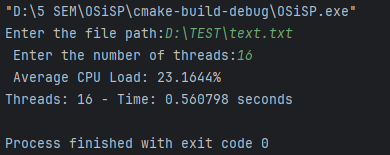 "D:\5 SEM\OSiSP\cmake-build-debug\OSiSP.exe"
Enter the file path:D:\TEST\text.txt
Enter the number of threads:16
Average CPU Load: 23.1644%
Threads: 16 - Time: 0.560798 seconds
Process finished with exit code 0